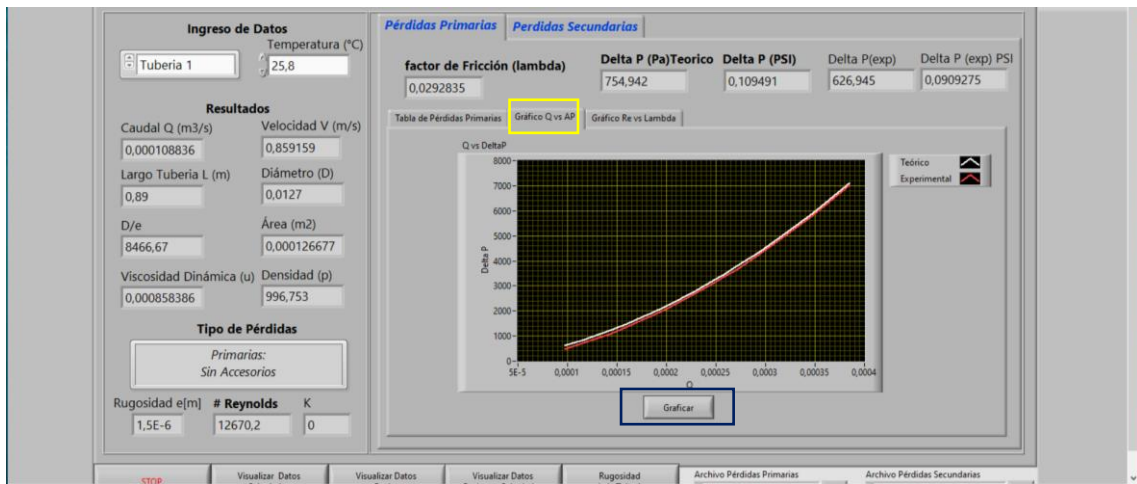 Ingreso de Datos
Temperatura (°C)
Tuberia 1
25,8
Resultados
Caudal Q (m3/s)
Velocidad V (m/s)
0,000108836
0,859159
Largo Tuberia L (m)
Diámetro (D)
0,89
0,0127
D/e
Área (m2)
8466,67
0,000126677
Viscosidad Dinámica (u)
Densidad (p)
0,000858386
996,753
Tipo de Pérdidas
Primarias:
Sin Accesorios
Rugosidad e[m]
# Reynolds
K
1,5E-6
12670,2
0
Pérdidas Primarias
Perdidas Secundarias
factor de Fricción (lambda)
0,0292835
Delta P (Pa)Teorico
754,942
Delta P (PSI)
0,109491
Delta P(exp)
626,945
Delta P (exp) PSI
0,0909275
Tabla de Pérdidas Primarias
Gráfico Q vs AP
Gráfico Re vs Lambda
Q vs DeltaP
8000
7000
6000
5000
4000
3000
2000
1000
0
Delta P
5E-5
0,0001
0,00015
0,0002
0,00025
0,0003
0,00035
0,0004
Q
Teórico
Experimental
Graficar
STOP
Visualizar Datos
Visualizar Datos
Visualizar Datos
Rugosidad
Archivo Pérdidas Primarias
Archivo Pérdidas Secundarias